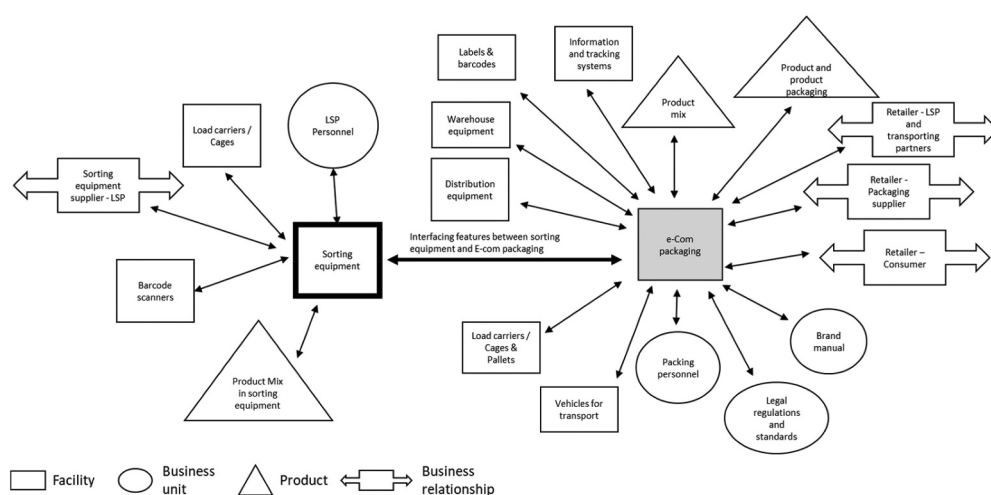 Labels &
barcodes
Information
and tracking
systems
Product
mix
Product and
product
packaging
LSP
Personnel
Load carriers /
Cages
Warehouse
equipment
Retailer - LSP
and
transporting
partners
Sorting
equipment
supplier - LSP
Distribution
equipment
Retailer -
Packaging
supplier
Sorting
equipment
Interfacing features between sorting
equipment and E-com packaging
e-Com
packaging
Retailer –
Consumer
Barcode
scanners
Load carriers /
Cages &
Pallets
Brand
manual
Product Mix
in sorting
equipment
Packing
personnel
Vehicles for
transport
Legal
regulations
and
standards
Facility
Business
unit
Product
Business
relationship